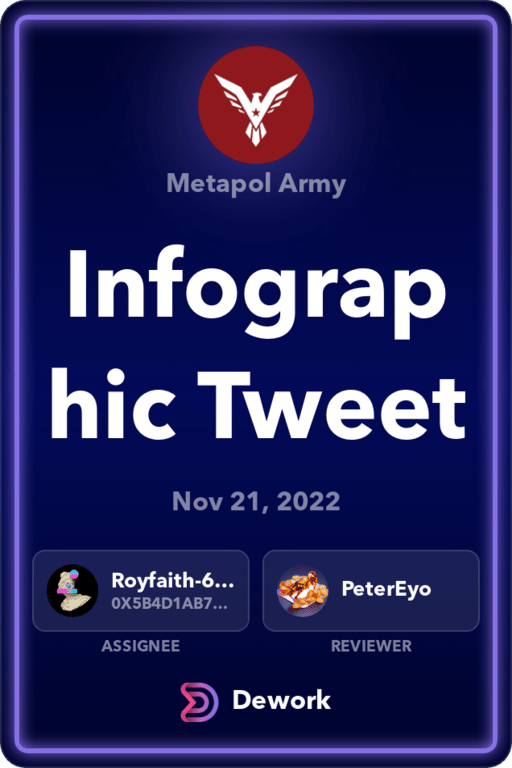 Metapol Army
Infograp
hic Tweet
Nov 21, 2022
Royfaith-6...
0X5B4D1AB7...
ASSIGNEE
PeterEyo
REVIEWER
Dework